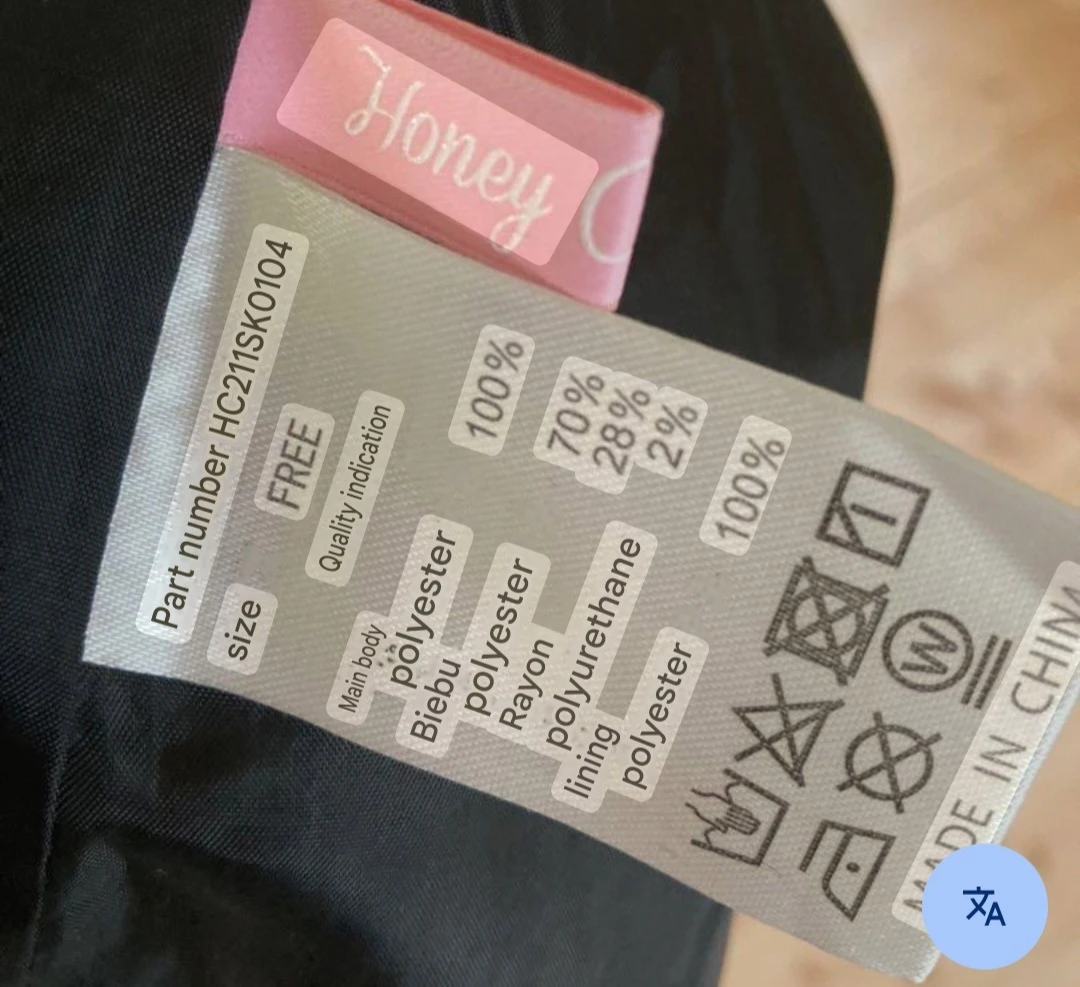 Honey
Part number HC211SK0104
size FREE
Quality indication
Main body
polyester 100%
Biebu
polyester 70%
Rayon 28%
polyurethane 2%
lining
polyester 100%
W
MADE IN CHINA